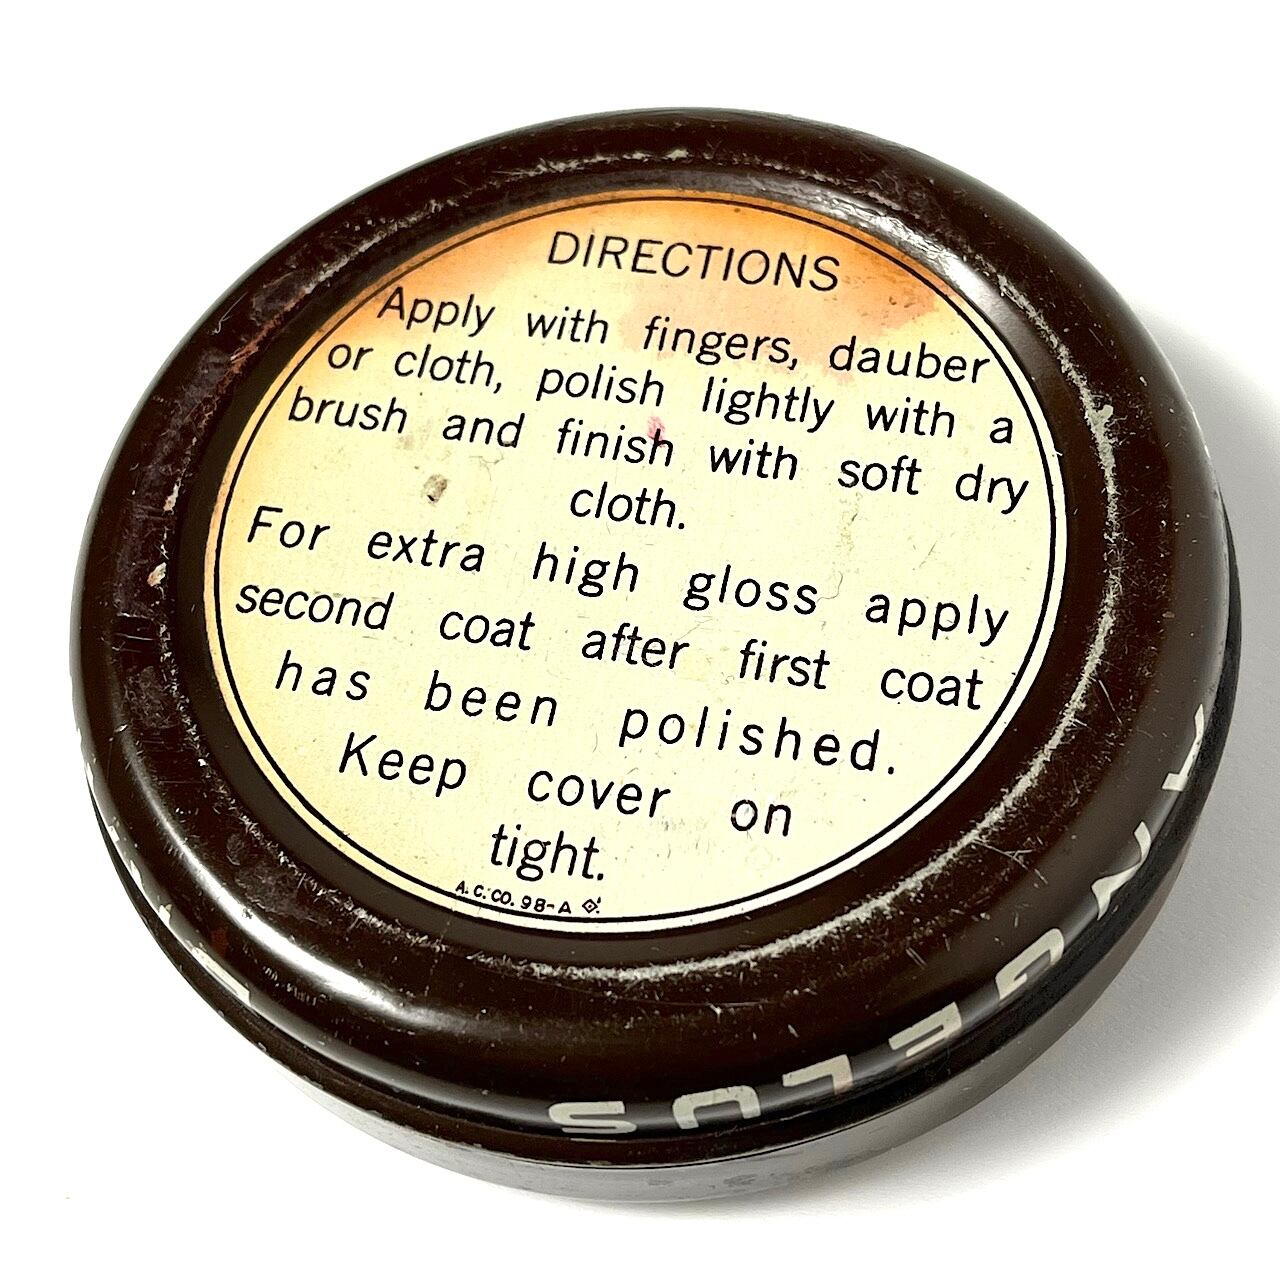 DIRECTIONS
Apply with fingers, dauber
or cloth, polish lightly with a
brush and finish with soft dry
cloth.
For extra high gloss apply
second coat after first coat
has been polished.
Keep cover on
tight.
A.C.CO. 98-A
ANGELUS